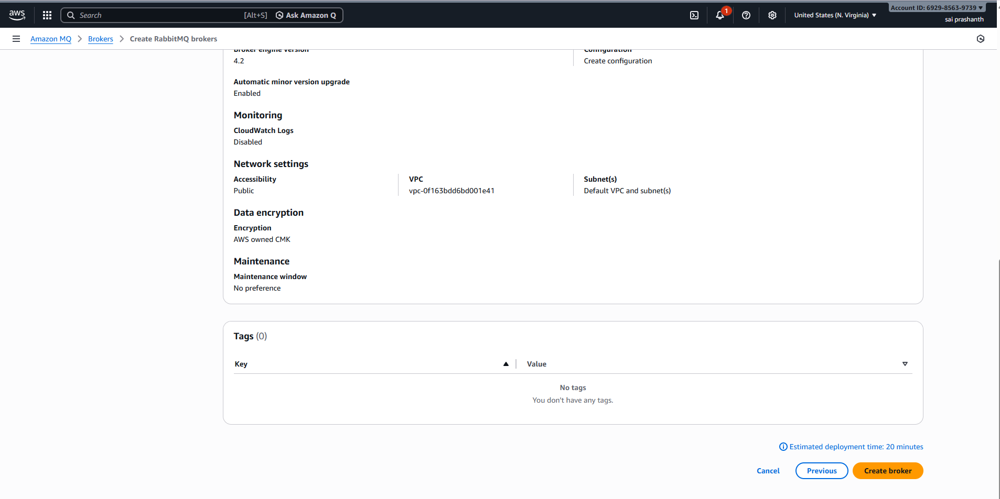 aws
Search [Alt+S] Ask Amazon Q
1
United States (N. Virginia)
Account ID: 6929-8563-9739
sai prashanth
Amazon MQ > Brokers > Create RabbitMQ brokers
Broker engine version Configuration
4.2 Create configuration
Automatic minor version upgrade
Enabled
Monitoring
CloudWatch Logs
Disabled
Network settings
Accessibility VPC Subnet(s)
Public vpc-0f163bdd6bd001e41 Default VPC and subnet(s)
Data encryption
Encryption
AWS owned CMK
Maintenance
Maintenance window
No preference
Tags (0)
Key Value
No tags
You don't have any tags.
Estimated deployment time: 20 minutes
Cancel Previous Create broker